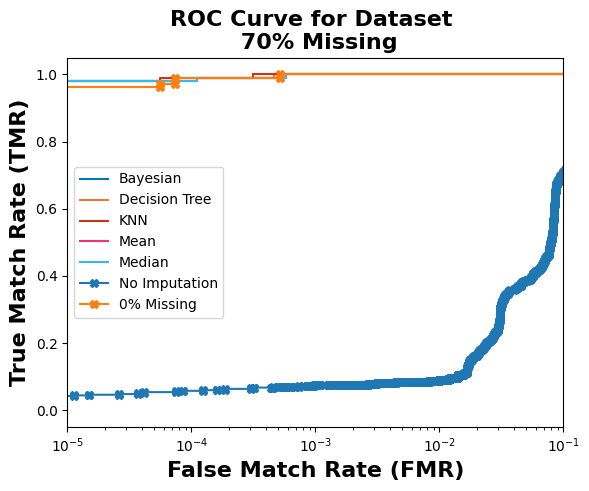 ROC Curve for Dataset
70% Missing
True Match Rate (TMR)
1.0
0.8
0.6
0.4
0.2
0.0
Bayesian
Decision Tree
KNN
Mean
Median
No Imputation
0% Missing
10⁻⁵
10⁻⁴
10⁻³
10⁻²
10⁻¹
False Match Rate (FMR)